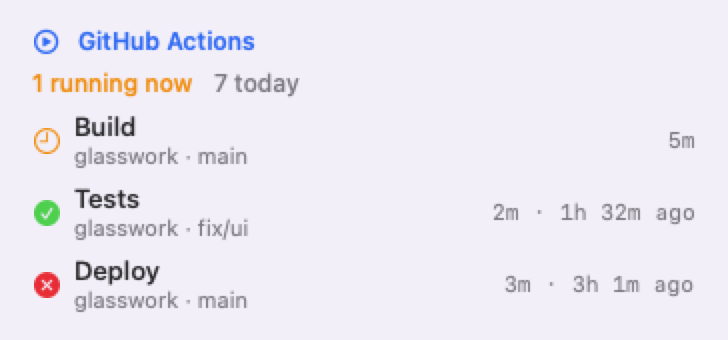 GitHub Actions
1 running now 7 today
Build
glasswork · main
5m
Tests
glasswork · fix/ui
2m · 1h 32m ago
Deploy
glasswork · main
3m · 3h 1m ago